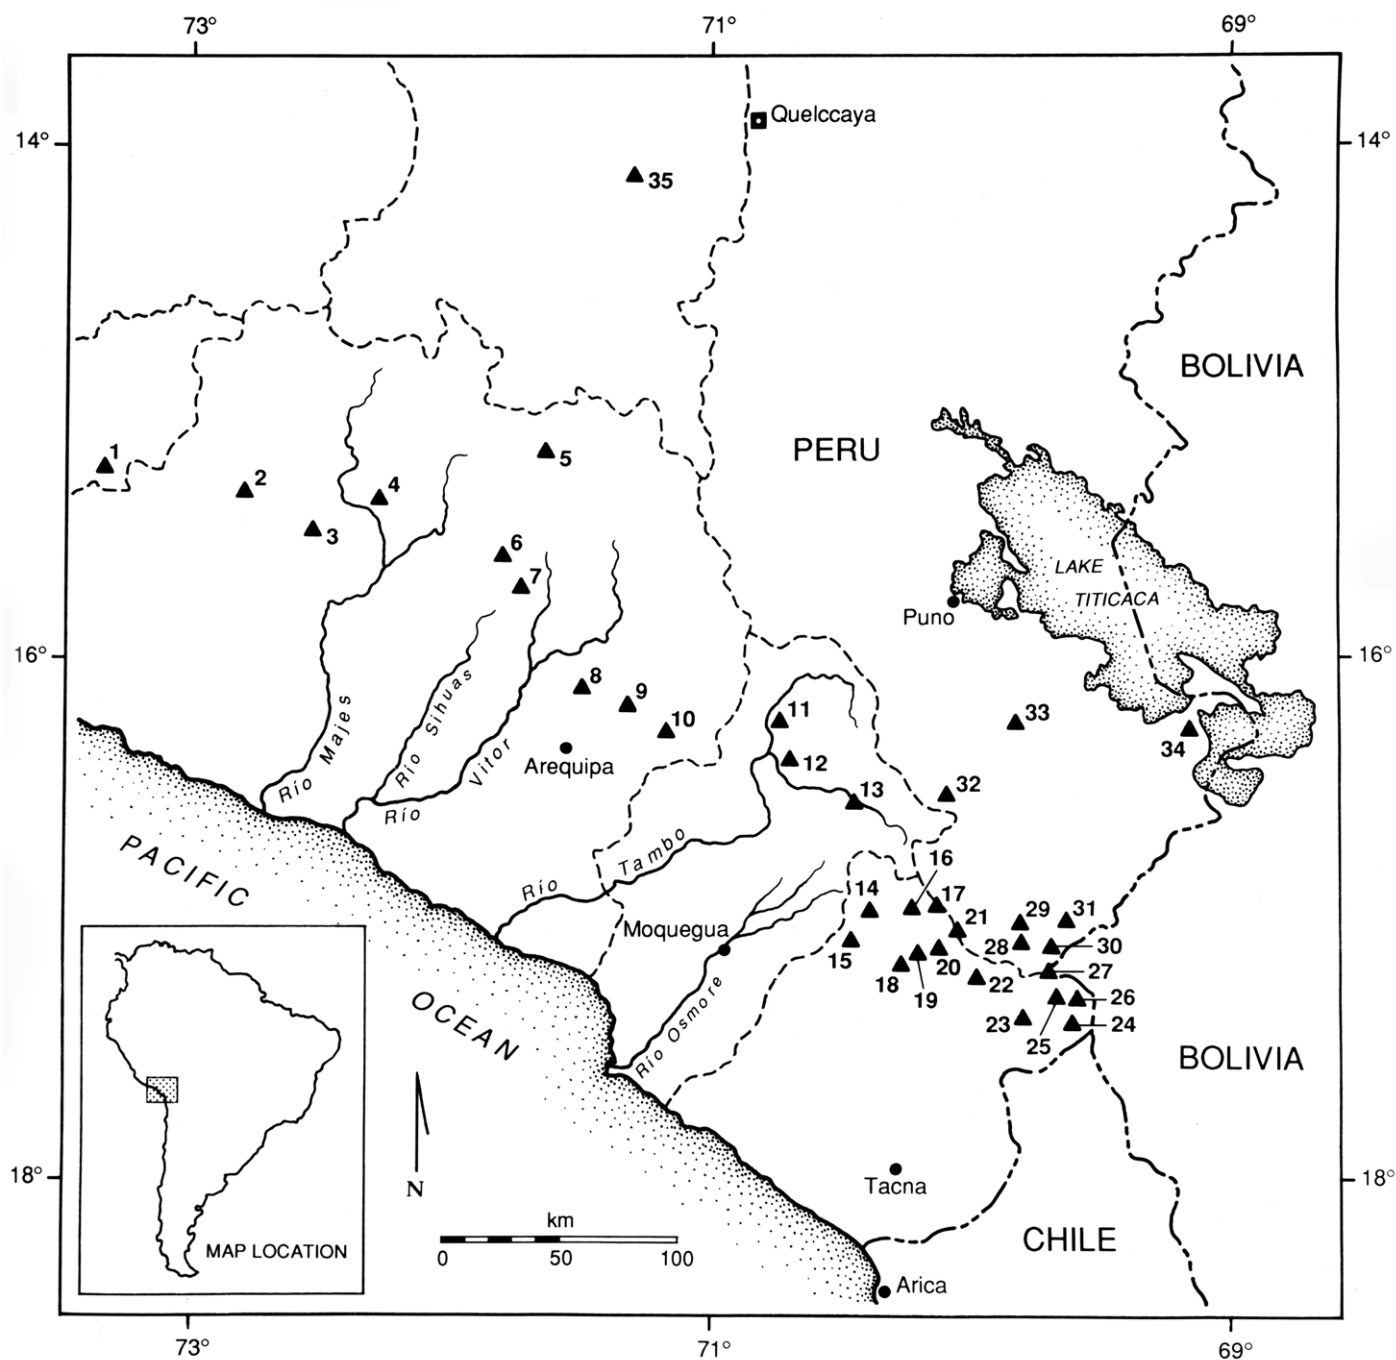 73° 71° 69°
Quelccaya
14° 14°
35
BOLIVIA
PERU
1
2
3
4
5
6
7
LAKE
TITICACA
Puno
16° 16°
8
9
10
11
12
13
33
34
32
Arequipa
Río Majes
Río Sihuas
Río Vitor
Río Tambo
PACIFIC
OCEAN
14
15
16
17
18
19
20
21
22
23
24
25
26
27
28
29
30
31
Moquegua
Río Osmore
BOLIVIA
N
18° 18°
Tacna
km
0 50 100
CHILE
Arica
MAP LOCATION
73° 71° 69°